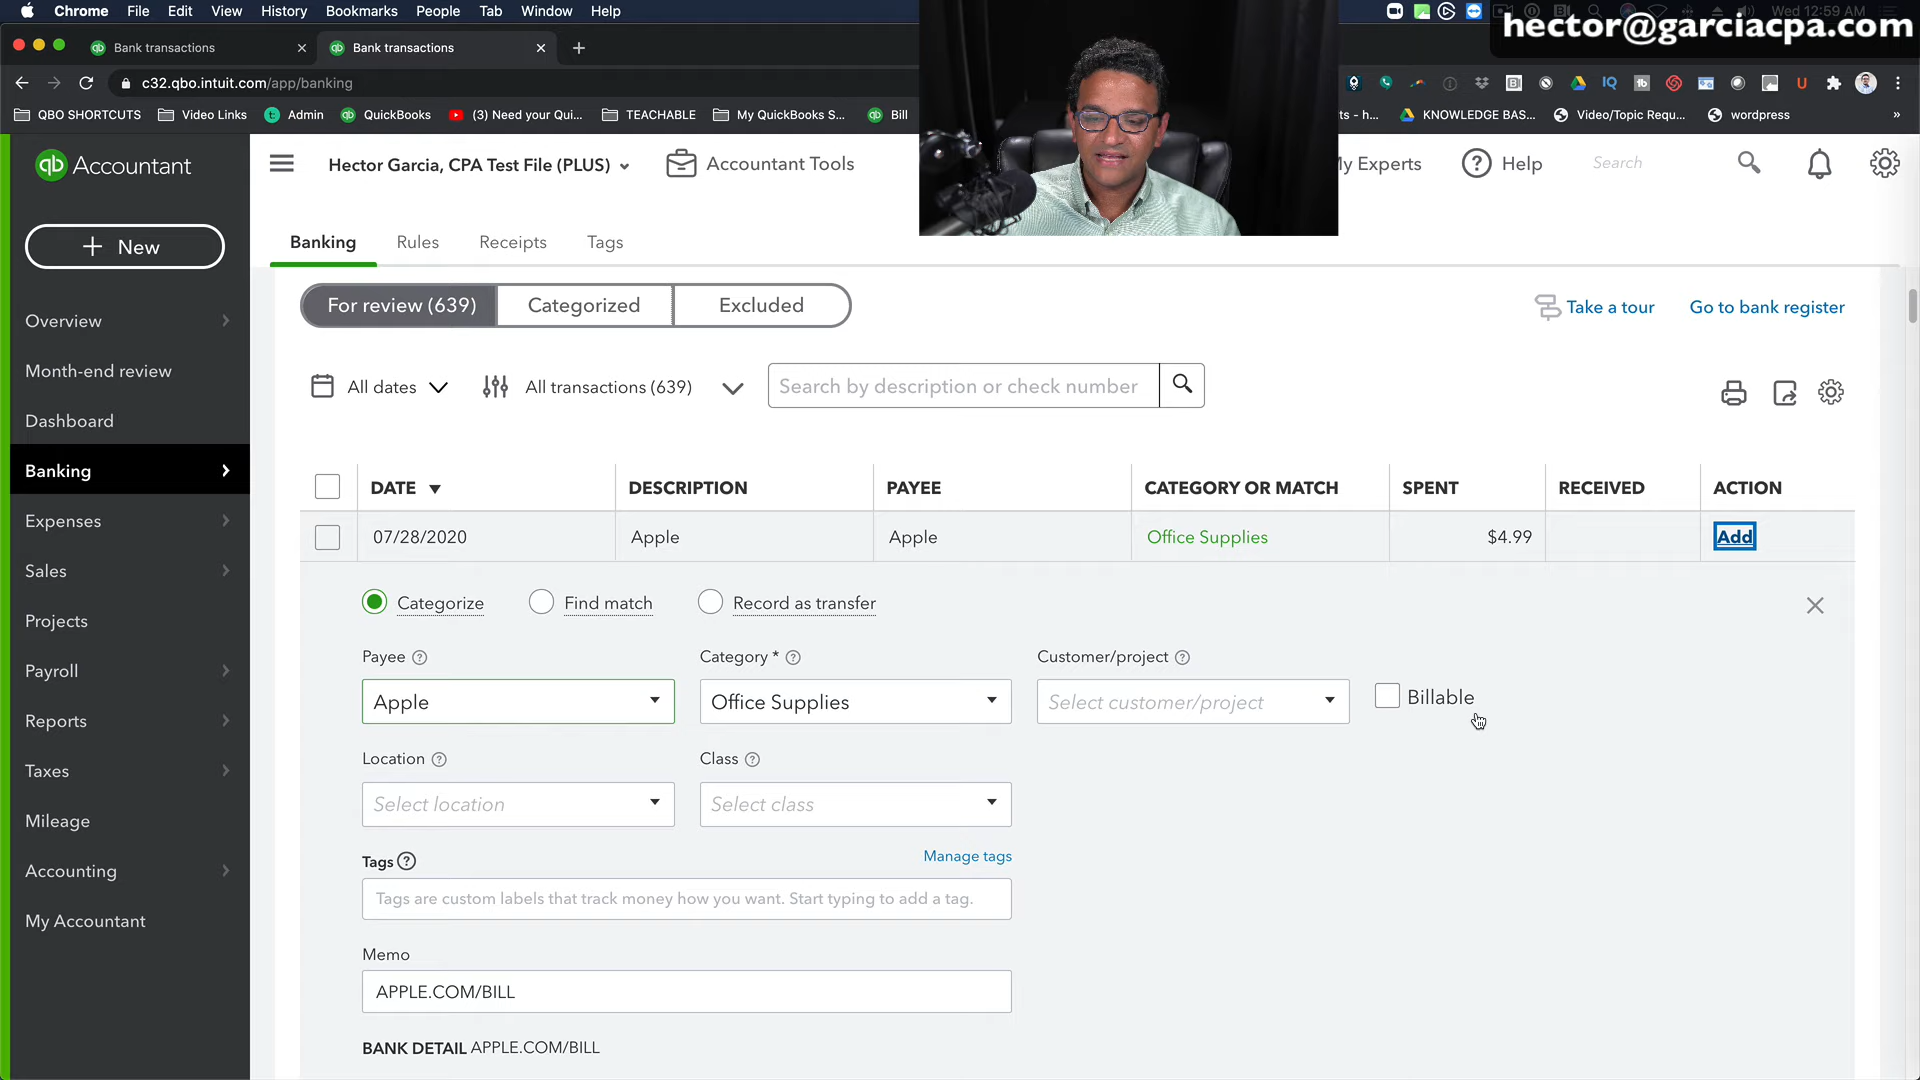 Chrome File Edit View History Bookmarks People Tab Window Help
Wed 12:59 AM
hector@garciacpa.com
Bank transactions
Bank transactions
c32.qbo.intuit.com/app/banking
QBO SHORTCUTS Video Links Admin QuickBooks (3) Need your Qui... TEACHABLE My QuickBooks S... Bill ts - h... KNOWLEDGE BAS... Video/Topic Requ... wordpress »
qb Accountant
Hector Garcia, CPA Test File (PLUS) Accountant Tools My Experts Help Search
+ New
Banking Rules Receipts Tags
For review (639) Categorized Excluded
Take a tour Go to bank register
Overview
Month-end review
Dashboard
Banking
Expenses
Sales
Projects
Payroll
Reports
Taxes
Mileage
Accounting
My Accountant
All dates All transactions (639) Search by description or check number
DATE DESCRIPTION PAYEE CATEGORY OR MATCH SPENT RECEIVED ACTION
07/28/2020 Apple Apple Office Supplies $4.99 Add
Categorize Find match Record as transfer
Payee Category * Customer/project
Apple Office Supplies Select customer/project Billable
Location Class
Select location Select class
Tags Manage tags
Tags are custom labels that track money how you want. Start typing to add a tag.
Memo
APPLE.COM/BILL
BANK DETAIL APPLE.COM/BILL